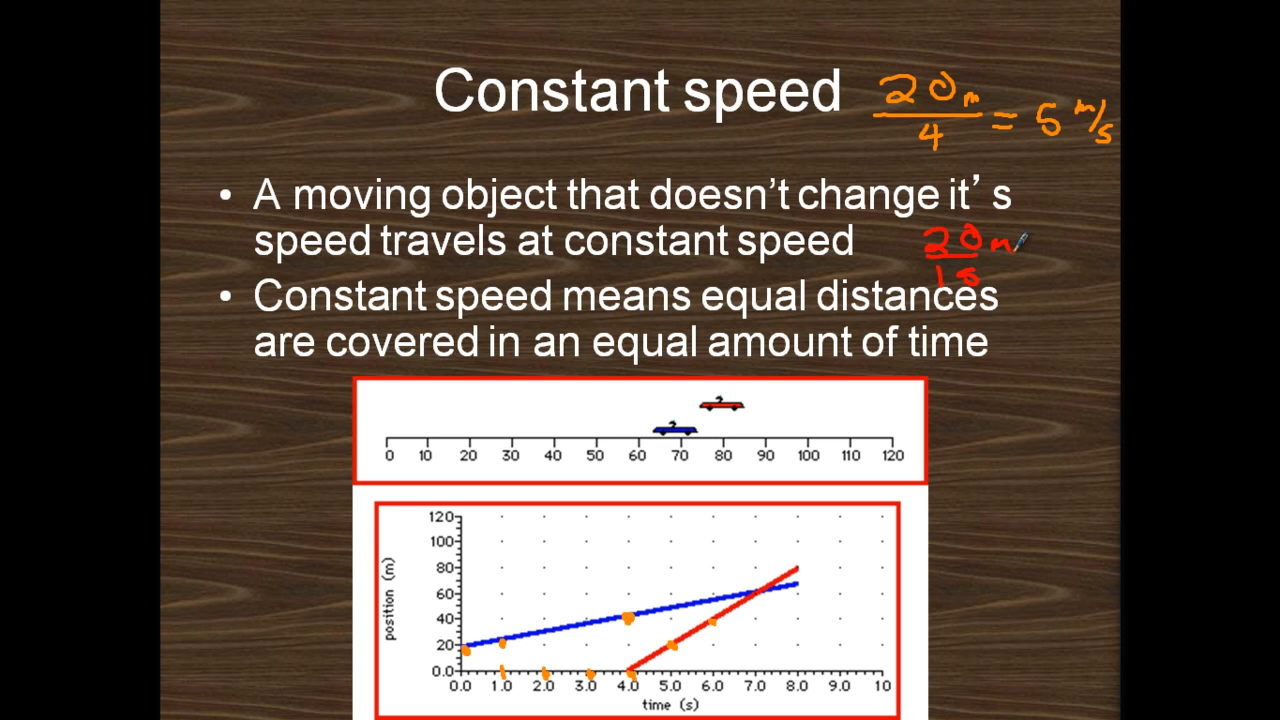 Constant speed
20m
4
= 5 m/s
• A moving object that doesn’t change it’s
speed travels at constant speed
20 m
1s
• Constant speed means equal distances
are covered in an equal amount of time
0 10 20 30 40 50 60 70 80 90 100 110 120
120
100
80
60
40
20
0.0
position (m)
0.0 1.0 2.0 3.0 4.0 5.0 6.0 7.0 8.0 9.0 10
time (s)